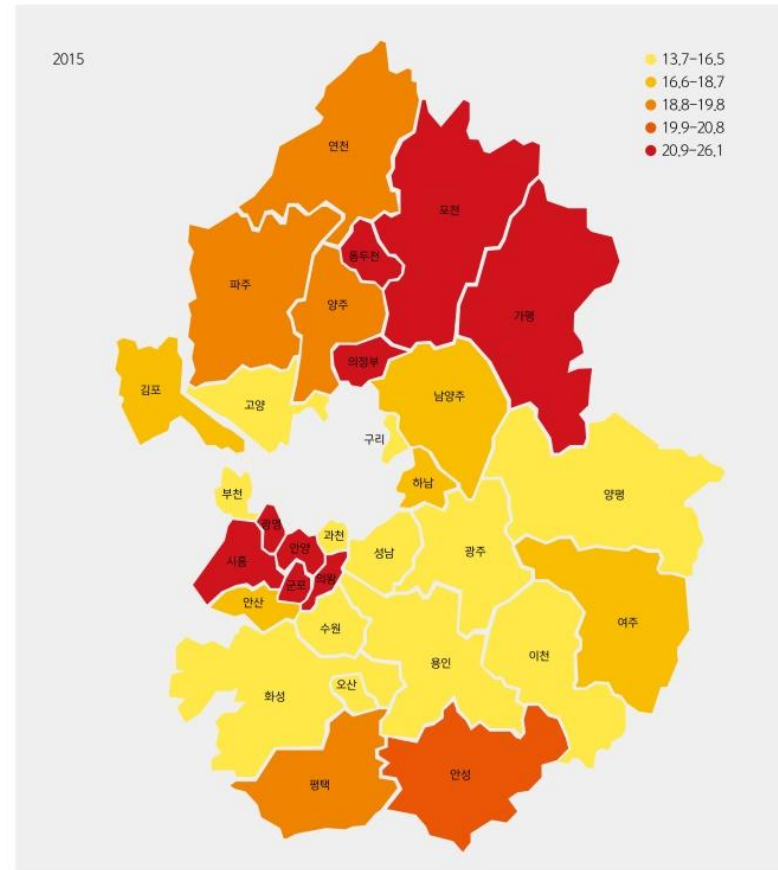 2015
13.7-16.5
16.6-18.7
18.8-19.8
19.9-20.8
20.9-26.1
연천
포천
동두천
파주
양주
가평
의정부
김포
고양
남양주
구리
하남
부천
양평
광명
과천
안양
성남
광주
시흥
군포
의왕
안산
여주
수원
이천
용인
오산
화성
안성
평택